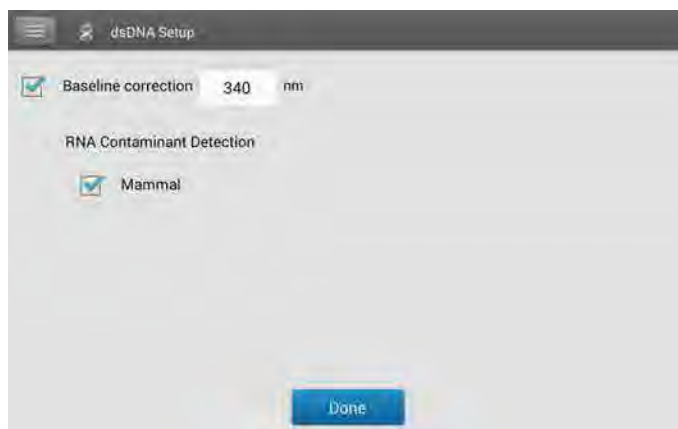 dsDNA Setup
Baseline correction 340 nm
RNA Contaminant Detection
Mammal
Done